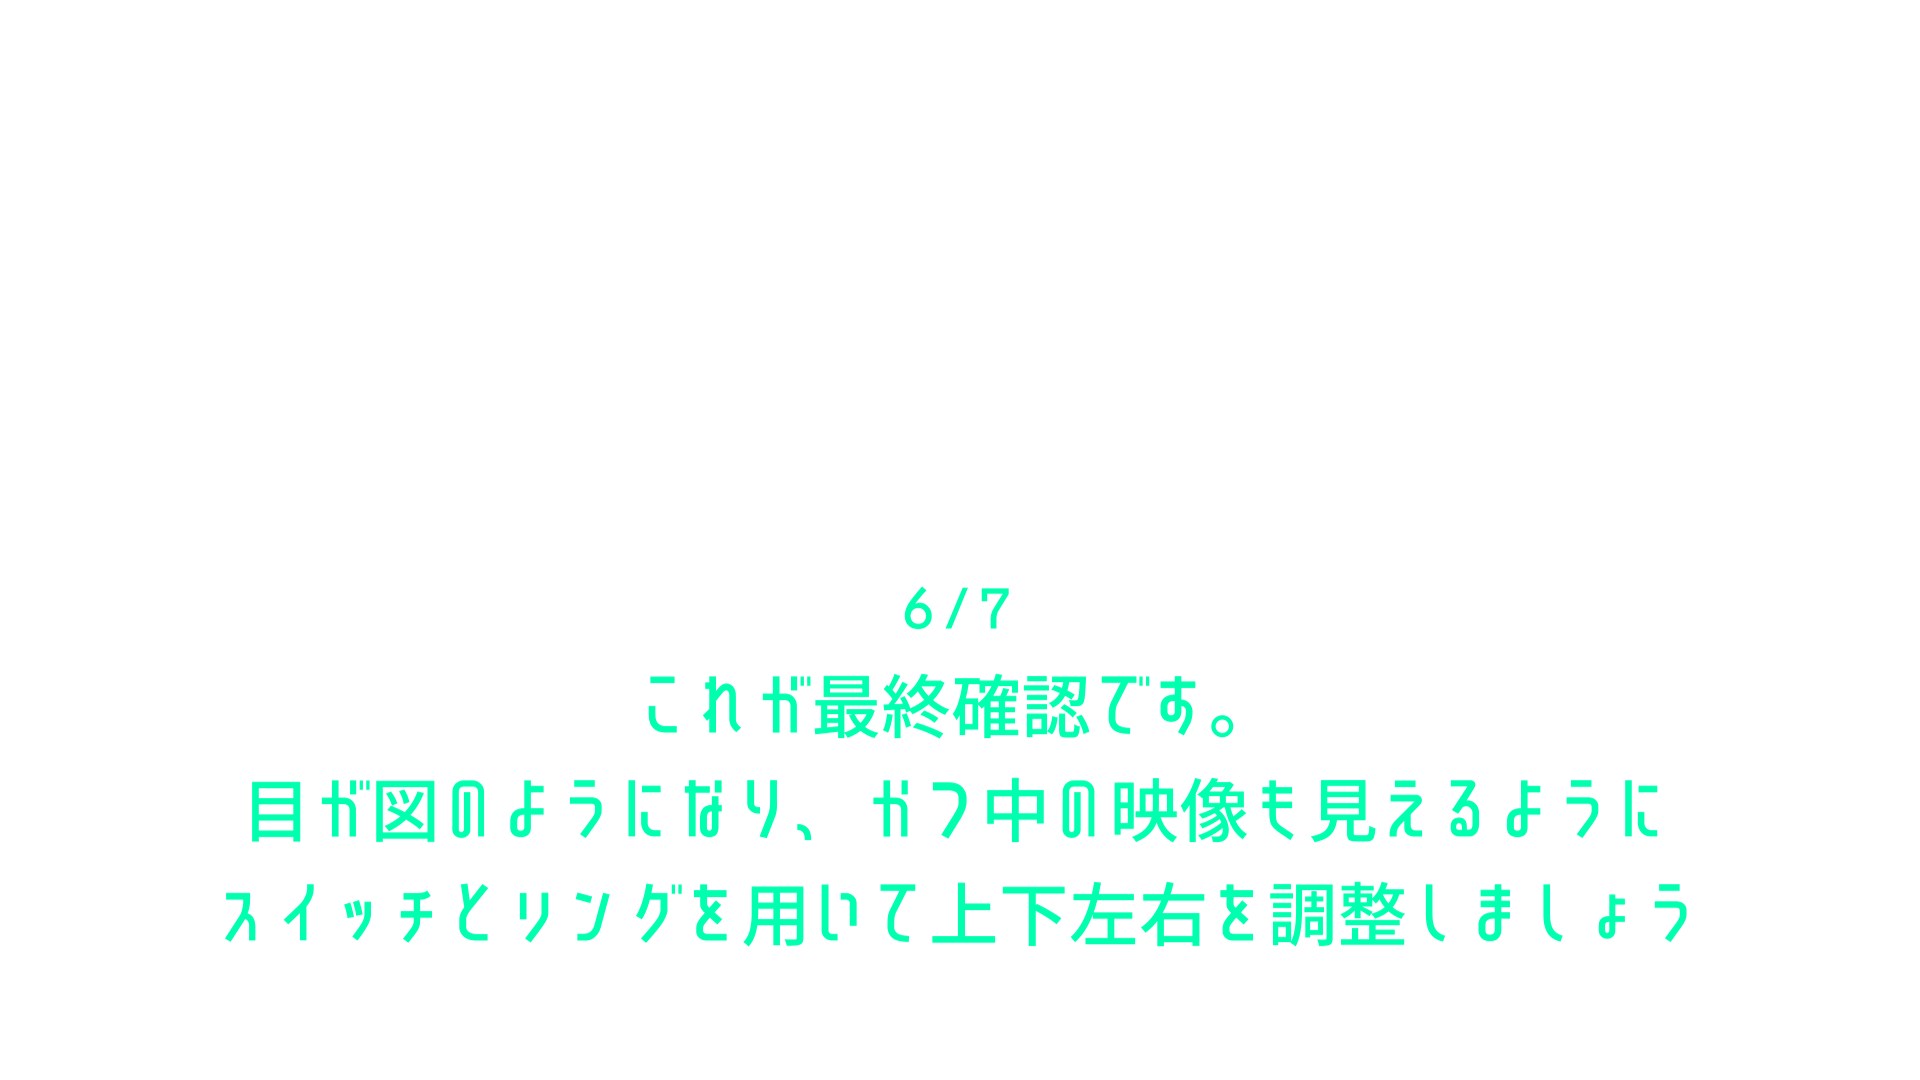 6/7
これが最終確認です。
目が図のようになり、かつ中の映像も見えるように
スイッチとリングを用いて上下左右を調整しましょう